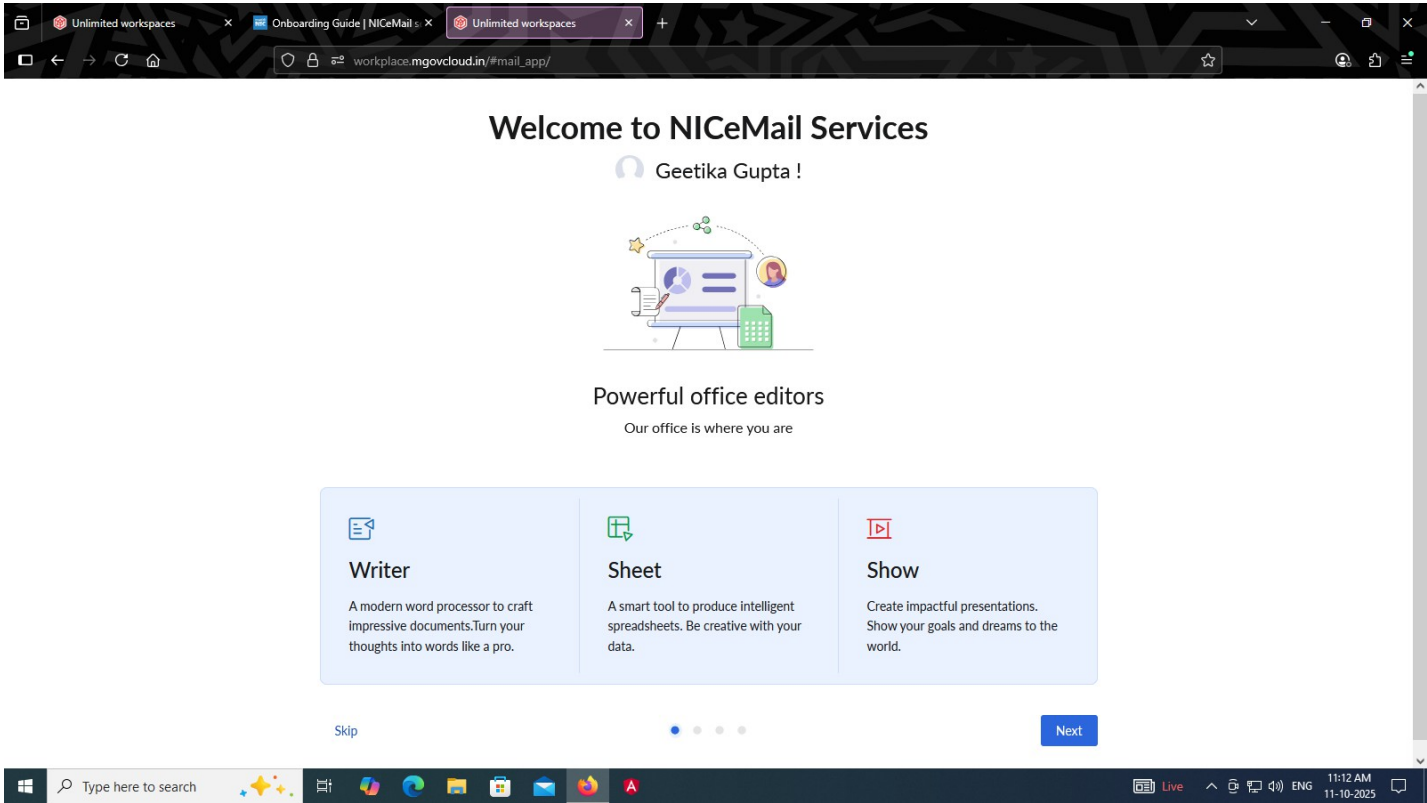 Unlimited workspaces
Onboarding Guide | NICeMail s
Unlimited workspaces
workplace.mgovcloud.in/#mail_app/
Welcome to NICeMail Services
Geetika Gupta !
Powerful office editors
Our office is where you are
Writer
A modern word processor to craft
impressive documents.Turn your
thoughts into words like a pro.
Sheet
A smart tool to produce intelligent
spreadsheets. Be creative with your
data.
Show
Create impactful presentations.
Show your goals and dreams to the
world.
Skip
Next
Type here to search
Live
ENG
11:12 AM
11-10-2025